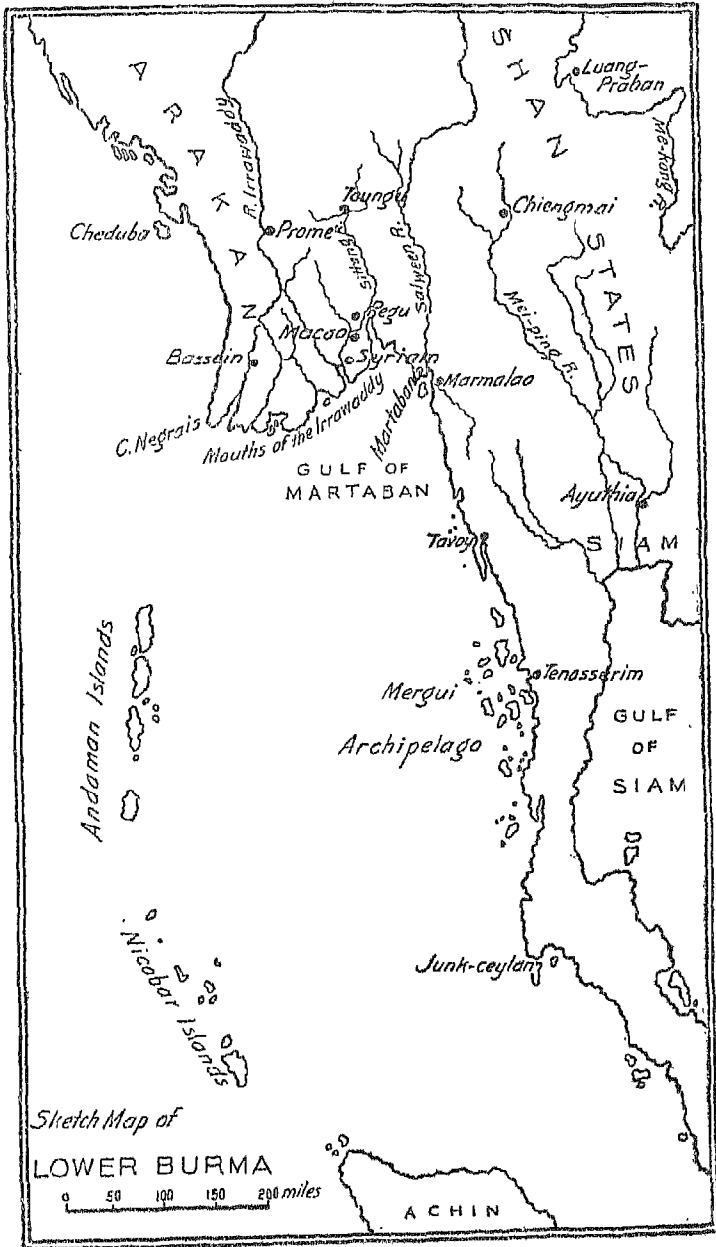 ARAKAN
R. Irrawaddy
SHAN
STATES
Luang-
Praban
Me-kong R.
Cheduba
Prome
Toungu
Sittang
Salween R.
Chiengmai
Mei-ping R.
Pegu
Macao
Bassein
Syriam
Martaban
Marmalao
C. Negrais
Mouths of the Irrawaddy
GULF OF
MARTABAN
Ayuthia
SIAM
Tavoy
Andaman Islands
Mergui
Archipelago
Tenasserim
GULF
OF
SIAM
Nicobar Islands
Junk-ceylan
Sketch Map of
LOWER BURMA
0 50 100 150 200 miles
ACHIN